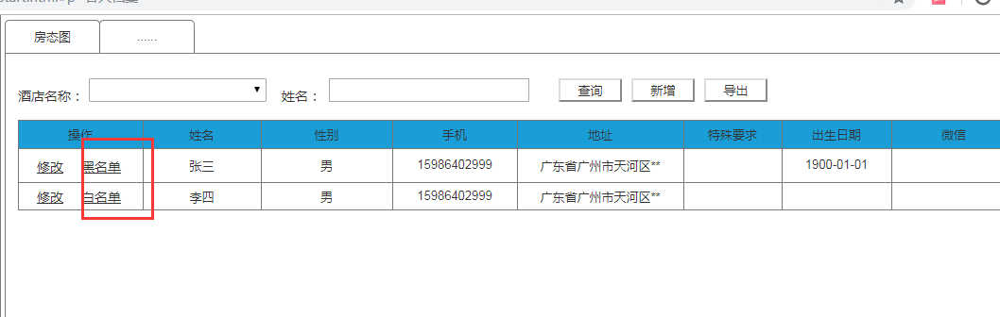 房态图
......
酒店名称：
姓名：
查询
新增
导出
操作 姓名 性别 手机 地址 特殊要求 出生日期 微信
修改 黑名单 张三 男 15986402999 广东省广州市天河区** 1900-01-01
修改 白名单 李四 男 15986402999 广东省广州市天河区**